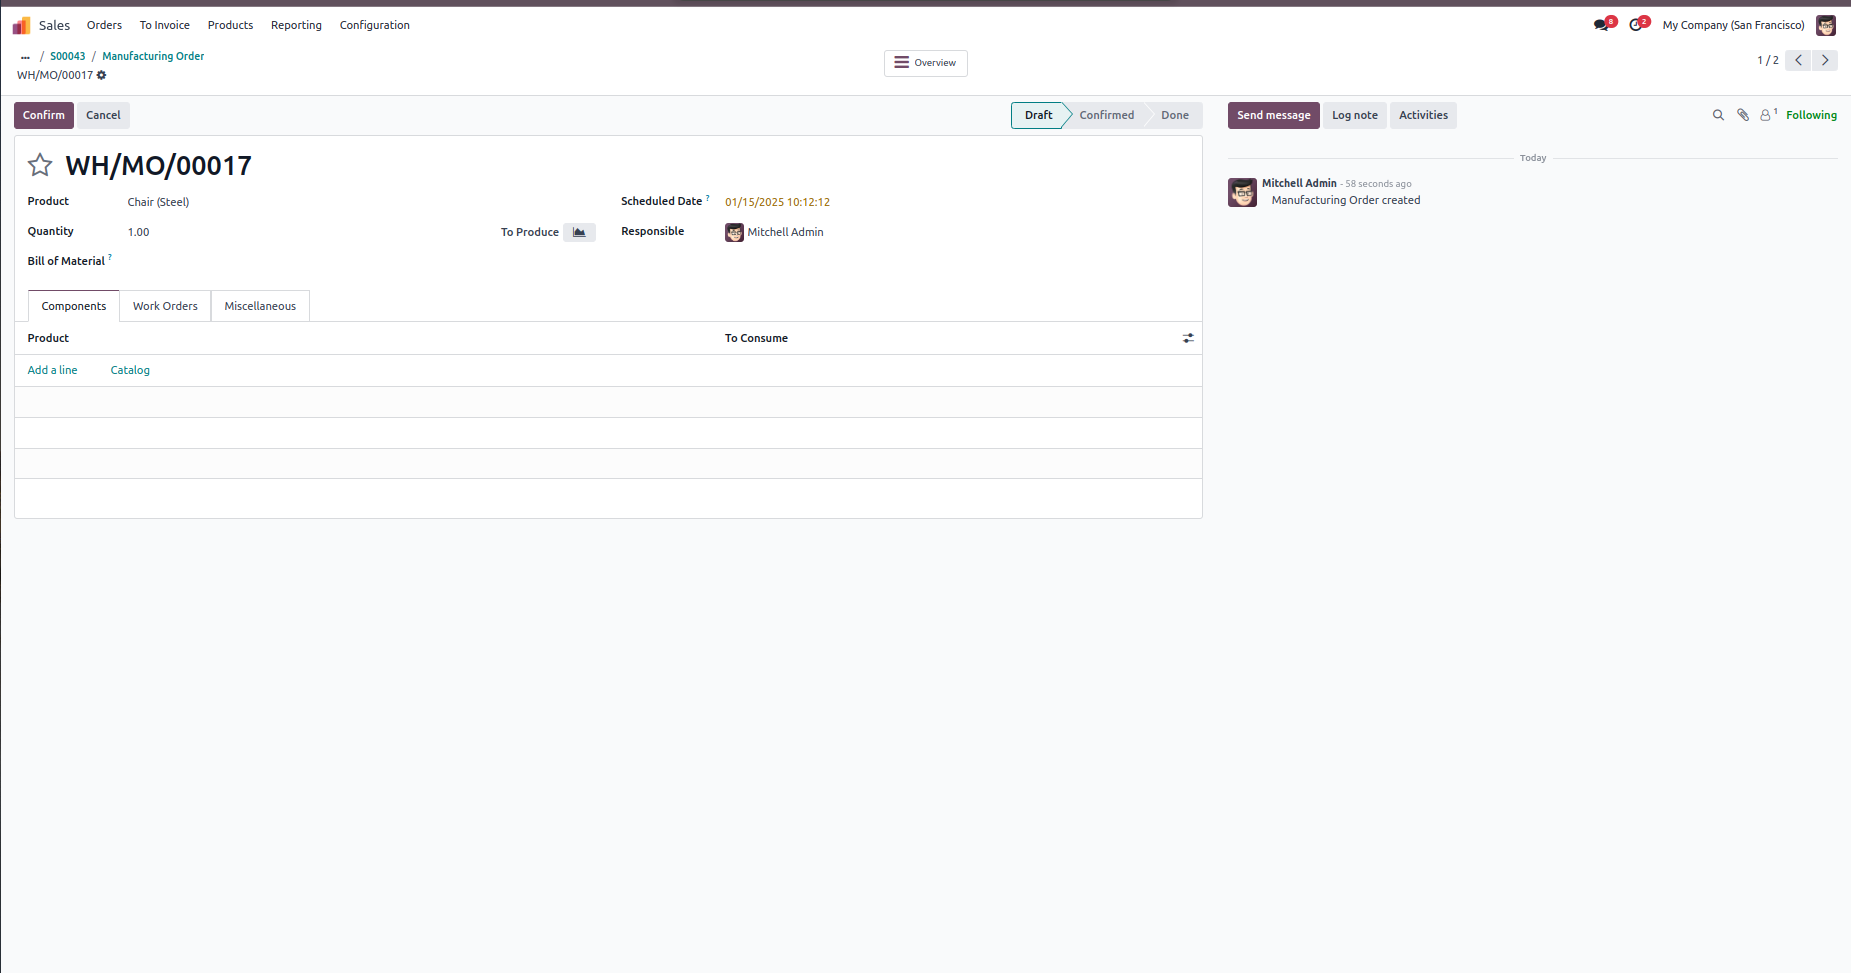 Sales Orders To Invoice Products Reporting Configuration 8 2 My Company (San Francisco)
... / S00043 / Manufacturing Order
WH/MO/00017
Overview
1 / 2
Confirm Cancel Draft Confirmed Done
Send message Log note Activities 1 Following
WH/MO/00017
Product Chair (Steel)
Scheduled Date ? 01/15/2025 10:12:12
Quantity 1.00 To Produce
Responsible Mitchell Admin
Bill of Material ?
Components Work Orders Miscellaneous
Product To Consume
Add a line Catalog
Today
Mitchell Admin - 58 seconds ago
Manufacturing Order created